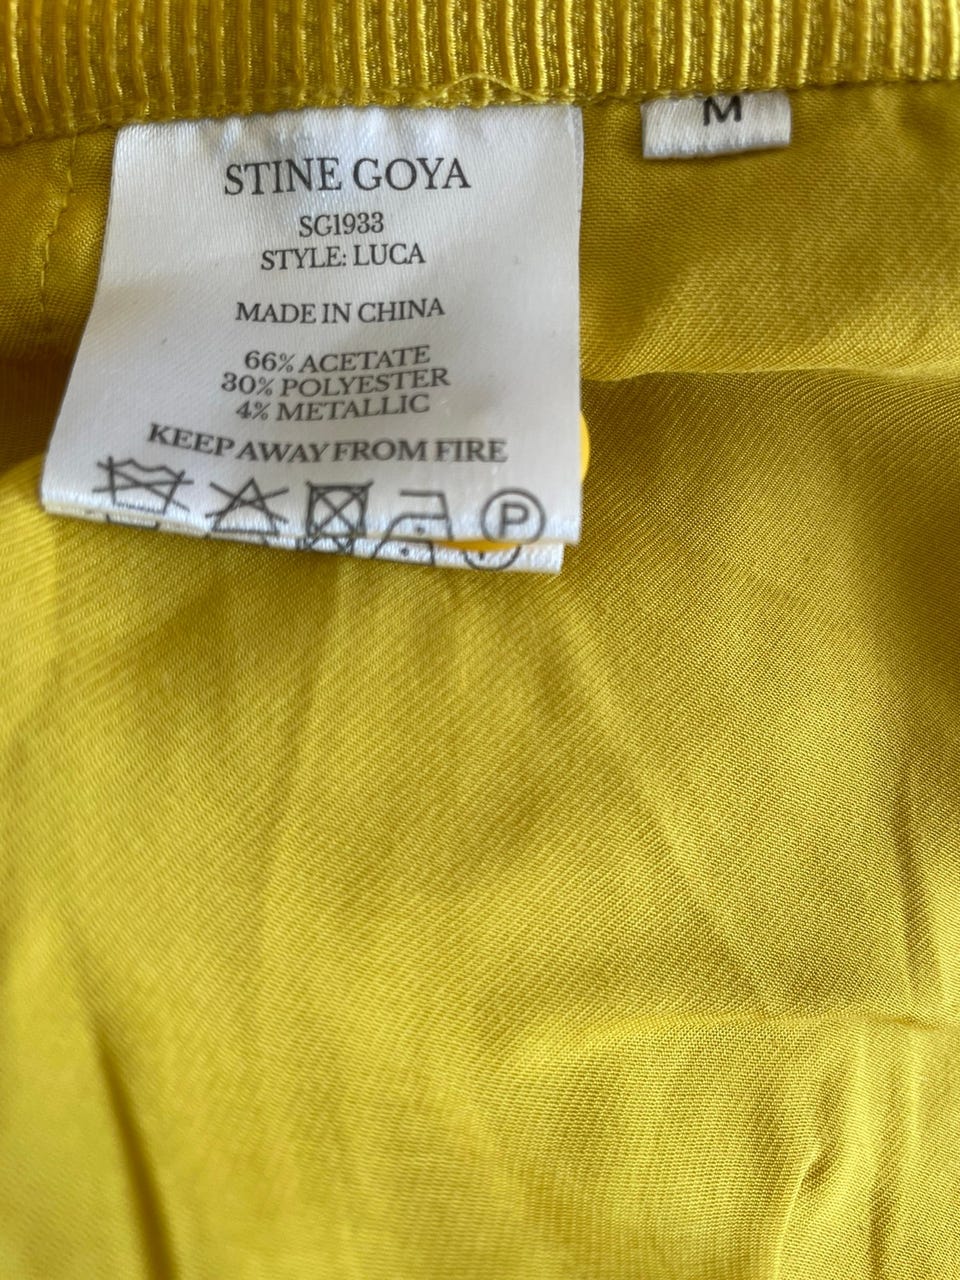 STINE GOYA
SG1933
STYLE: LUCA
MADE IN CHINA
66% ACETATE
30% POLYESTER
4% METALLIC
KEEP AWAY FROM FIRE
P
M